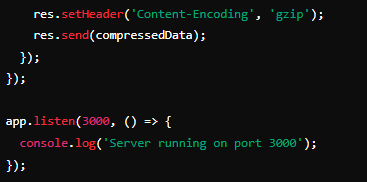 res.setHeader('Content-Encoding', 'gzip');
res.send(compressedData);
});
});
app.listen(3000, () => {
console.log('Server running on port 3000');
});